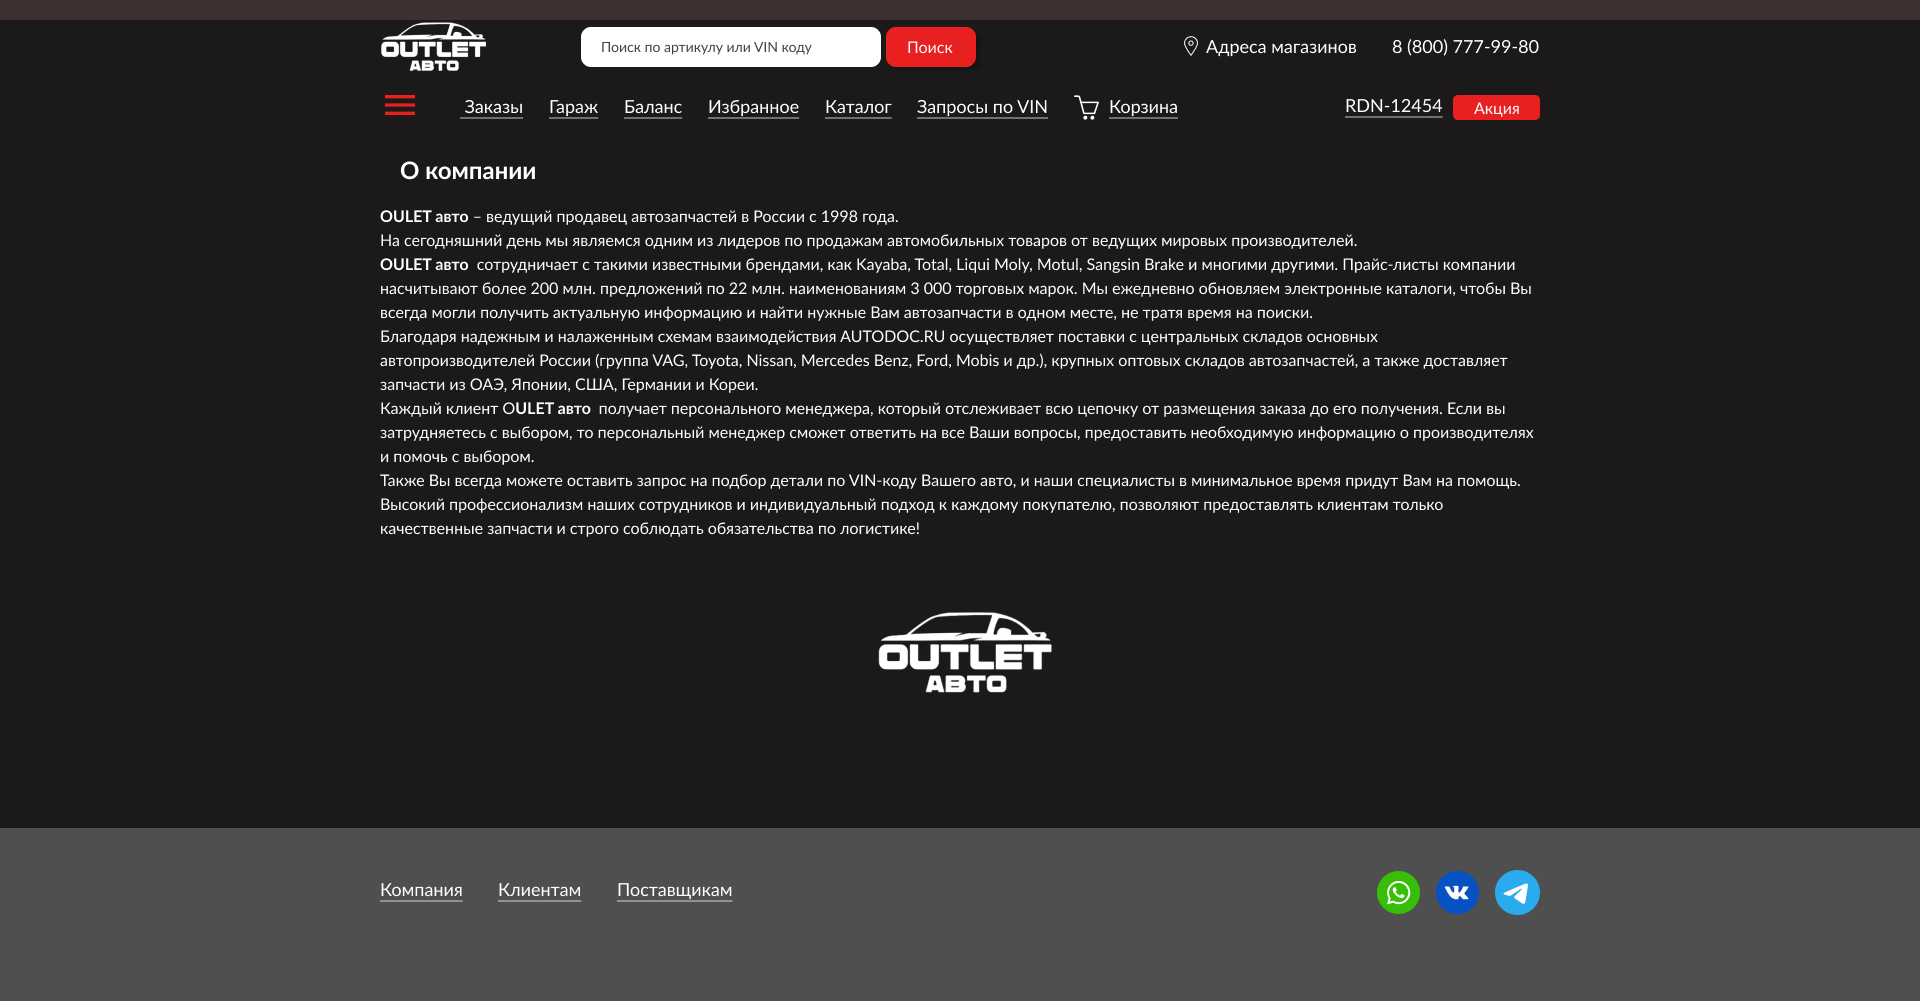 OUTLET
АВТО
Поиск по артикулу или VIN коду
Поиск
Адреса магазинов
8 (800) 777-99-80
Заказы
Гараж
Баланс
Избранное
Каталог
Запросы по VIN
Корзина
RDN-12454
Акция
О компании
OULET авто – ведущий продавец автозапчастей в России с 1998 года.
На сегодняшний день мы являемся одним из лидеров по продажам автомобильных товаров от ведущих мировых производителей.
OULET авто сотрудничает с такими известными брендами, как Kayaba, Total, Liqui Moly, Motul, Sangsin Brake и многими другими. Прайс-листы компании
насчитывают более 200 млн. предложений по 22 млн. наименованиям 3 000 торговых марок. Мы ежедневно обновляем электронные каталоги, чтобы Вы
всегда могли получить актуальную информацию и найти нужные Вам автозапчасти в одном месте, не тратя время на поиски.
Благодаря надежным и налаженным схемам взаимодействия AUTODOC.RU осуществляет поставки с центральных складов основных
автопроизводителей России (группа VAG, Toyota, Nissan, Mercedes Benz, Ford, Mobis и др.), крупных оптовых складов автозапчастей, а также доставляет
запчасти из ОАЭ, Японии, США, Германии и Кореи.
Каждый клиент OULET авто получает персонального менеджера, который отслеживает всю цепочку от размещения заказа до его получения. Если вы
затрудняетесь с выбором, то персональный менеджер сможет ответить на все Ваши вопросы, предоставить необходимую информацию о производителях
и помочь с выбором.
Также Вы всегда можете оставить запрос на подбор детали по VIN-коду Вашего авто, и наши специалисты в минимальное время придут Вам на помощь.
Высокий профессионализм наших сотрудников и индивидуальный подход к каждому покупателю, позволяют предоставлять клиентам только
качественные запчасти и строго соблюдать обязательства по логистике!
OUTLET
АВТО
Компания
Клиентам
Поставщикам